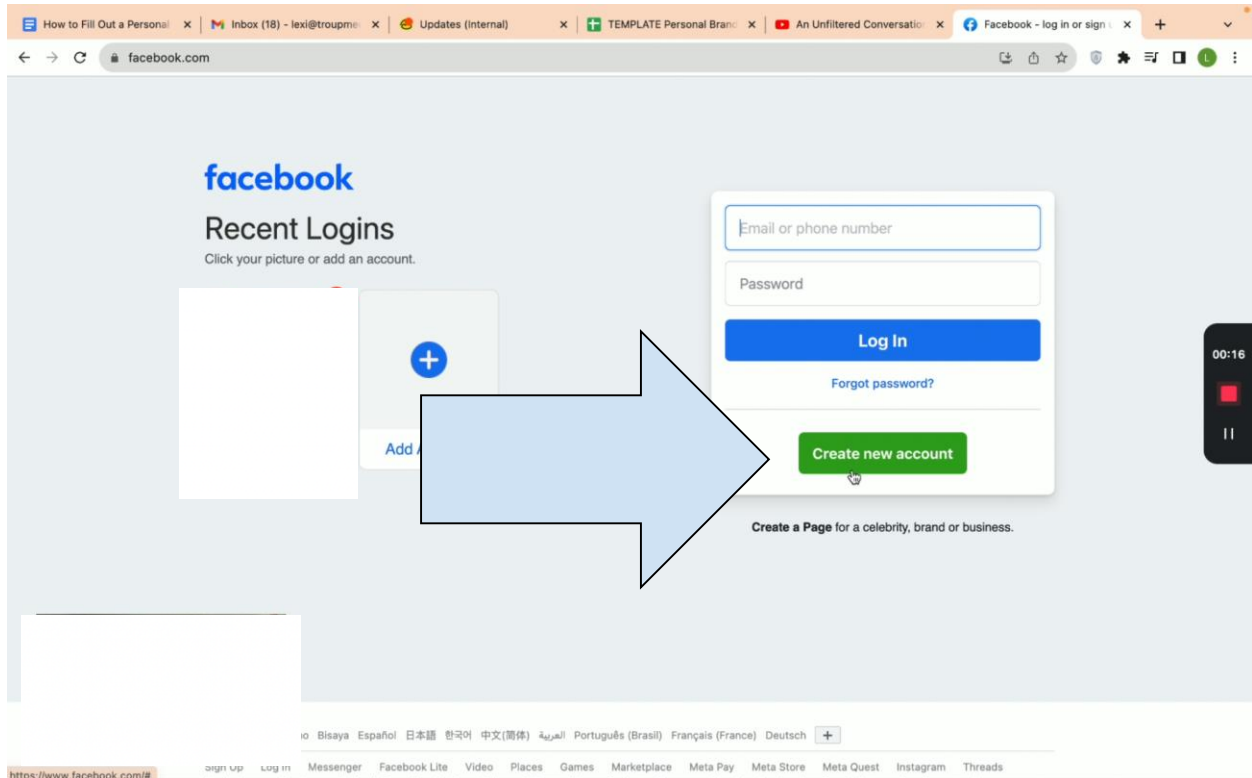 How to Fill Out a Personal
Inbox (18) - lexi@troupme
Updates (Internal)
TEMPLATE Personal Brand
An Unfiltered Conversation
Facebook - log in or sign u
facebook.com
L
facebook
Recent Logins
Click your picture or add an account.
Add A
Email or phone number
Password
Log In
Forgot password?
Create new account
Create a Page for a celebrity, brand or business.
00:16
Bisaya Español 日本語 한국어 中文(简体) العربية Português (Brasil) Français (France) Deutsch
Sign Up Log In Messenger Facebook Lite Video Places Games Marketplace Meta Pay Meta Store Meta Quest Instagram Threads
https://www.facebook.com/#